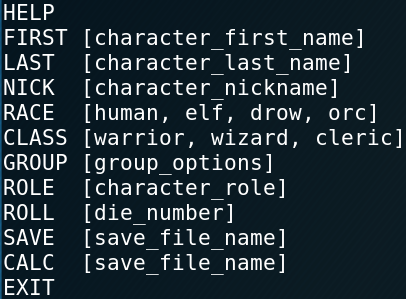 HELP
FIRST [character_first_name]
LAST  [character_last_name]
NICK  [character_nickname]
RACE  [human, elf, drow, orc]
CLASS [warrior, wizard, cleric]
GROUP [group_options]
ROLE  [character_role]
ROLL  [die_number]
SAVE  [save_file_name]
CALC  [save_file_name]
EXIT